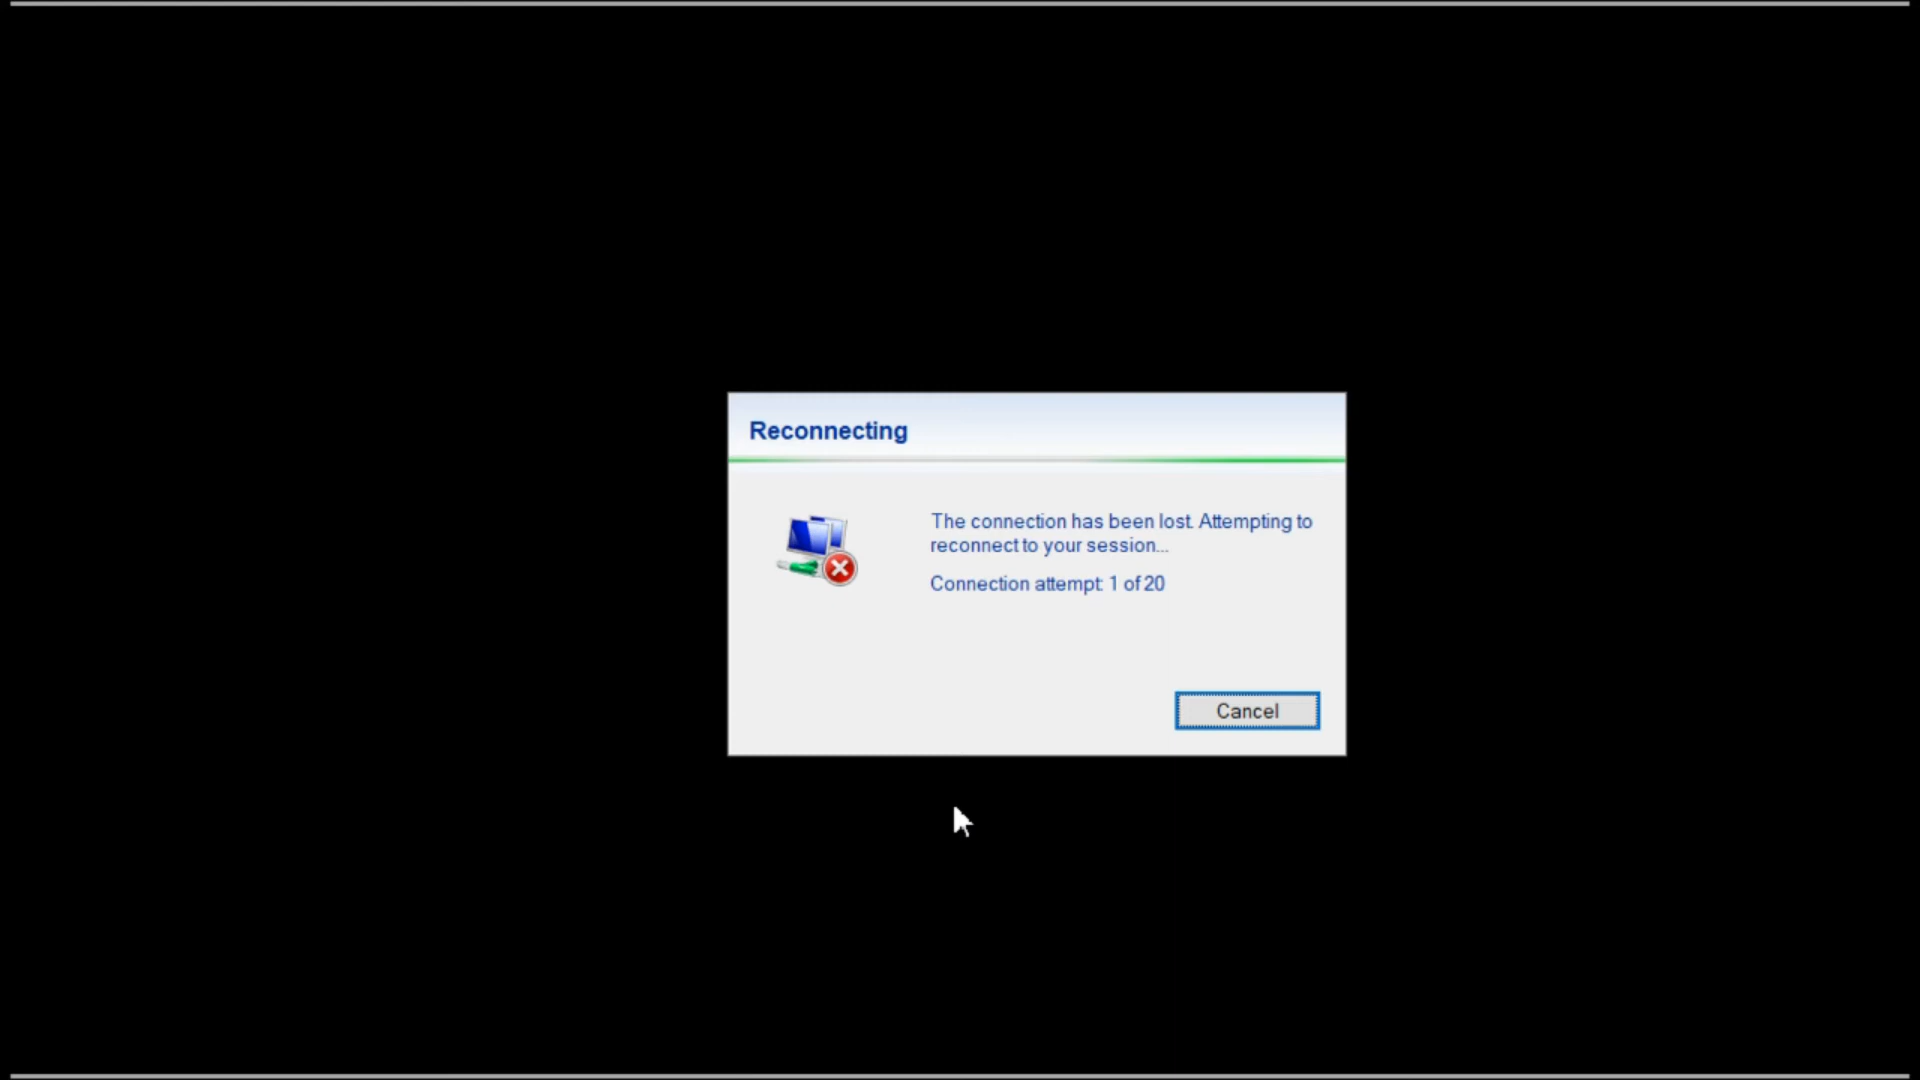 Reconnecting
The connection has been lost. Attempting to
reconnect to your session...
Connection attempt: 1 of 20
Cancel